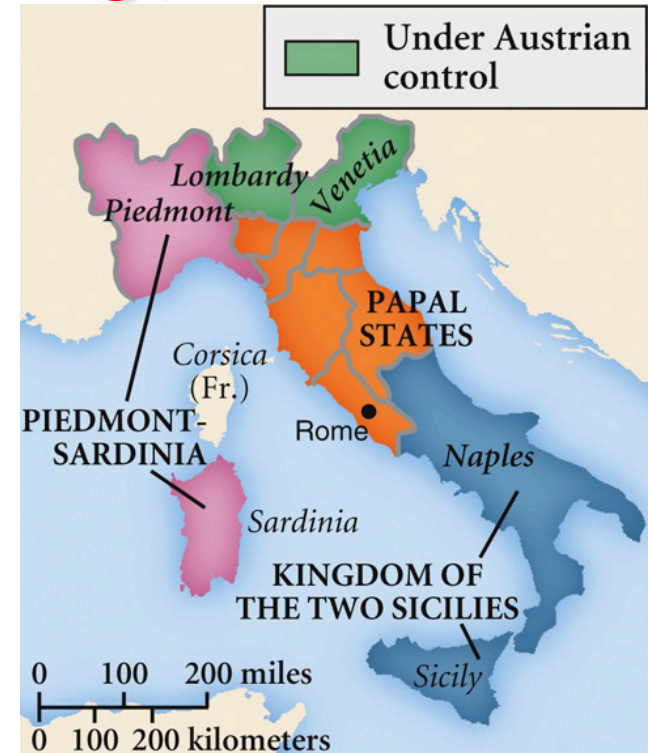 Under Austrian
control
Lombardy
Venetia
Piedmont
PAPAL
STATES
Corsica
(Fr.)
PIEDMONT-
SARDINIA
Rome
Naples
Sardinia
KINGDOM OF
THE TWO SICILIES
Sicily
0 100 200 miles
0 100 200 kilometers